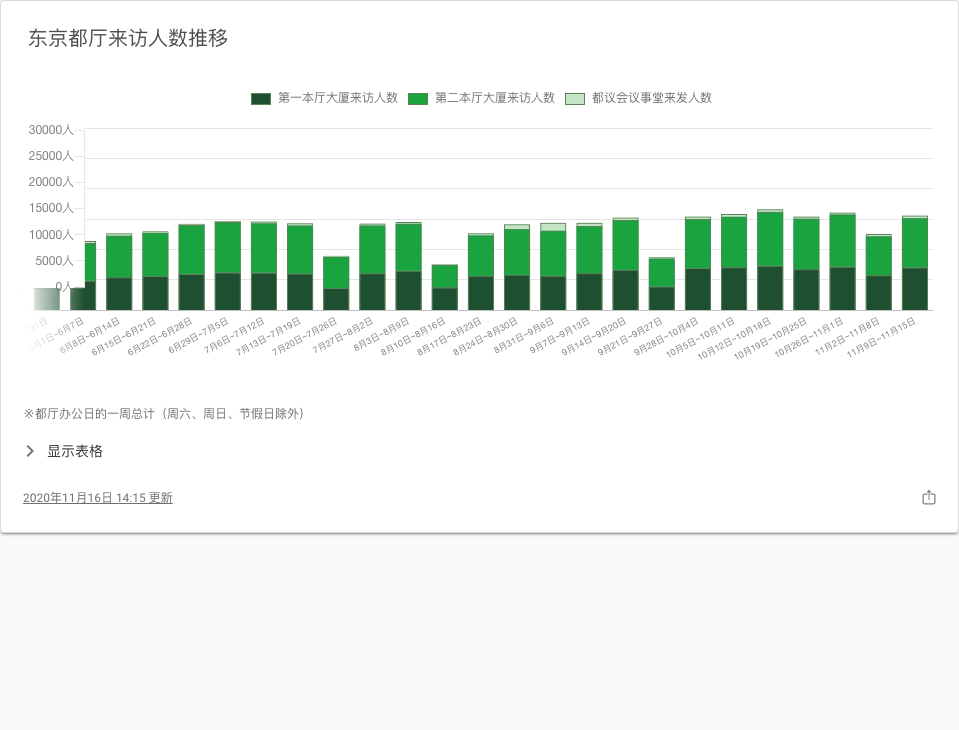 东京都厅来访人数推移
第一本厅大厦来访人数 第二本厅大厦来访人数 都议会议事堂来发人数
30000人
25000人
20000人
15000人
10000人
5000人
0人
6月1日~6月7日
6月8日~6月14日
6月15日~6月21日
6月22日~6月28日
6月29日~7月5日
7月6日~7月12日
7月13日~7月19日
7月20日~7月26日
7月27日~8月2日
8月3日~8月9日
8月10日~8月16日
8月17日~8月23日
8月24日~8月30日
8月31日~9月6日
9月7日~9月13日
9月14日~9月20日
9月21日~9月27日
9月28日~10月4日
10月5日~10月11日
10月12日~10月18日
10月19日~10月25日
10月26日~11月1日
11月2日~11月8日
11月9日~11月15日
※都厅办公日的一周总计（周六、周日、节假日除外）
显示表格
2020年11月16日 14:15 更新